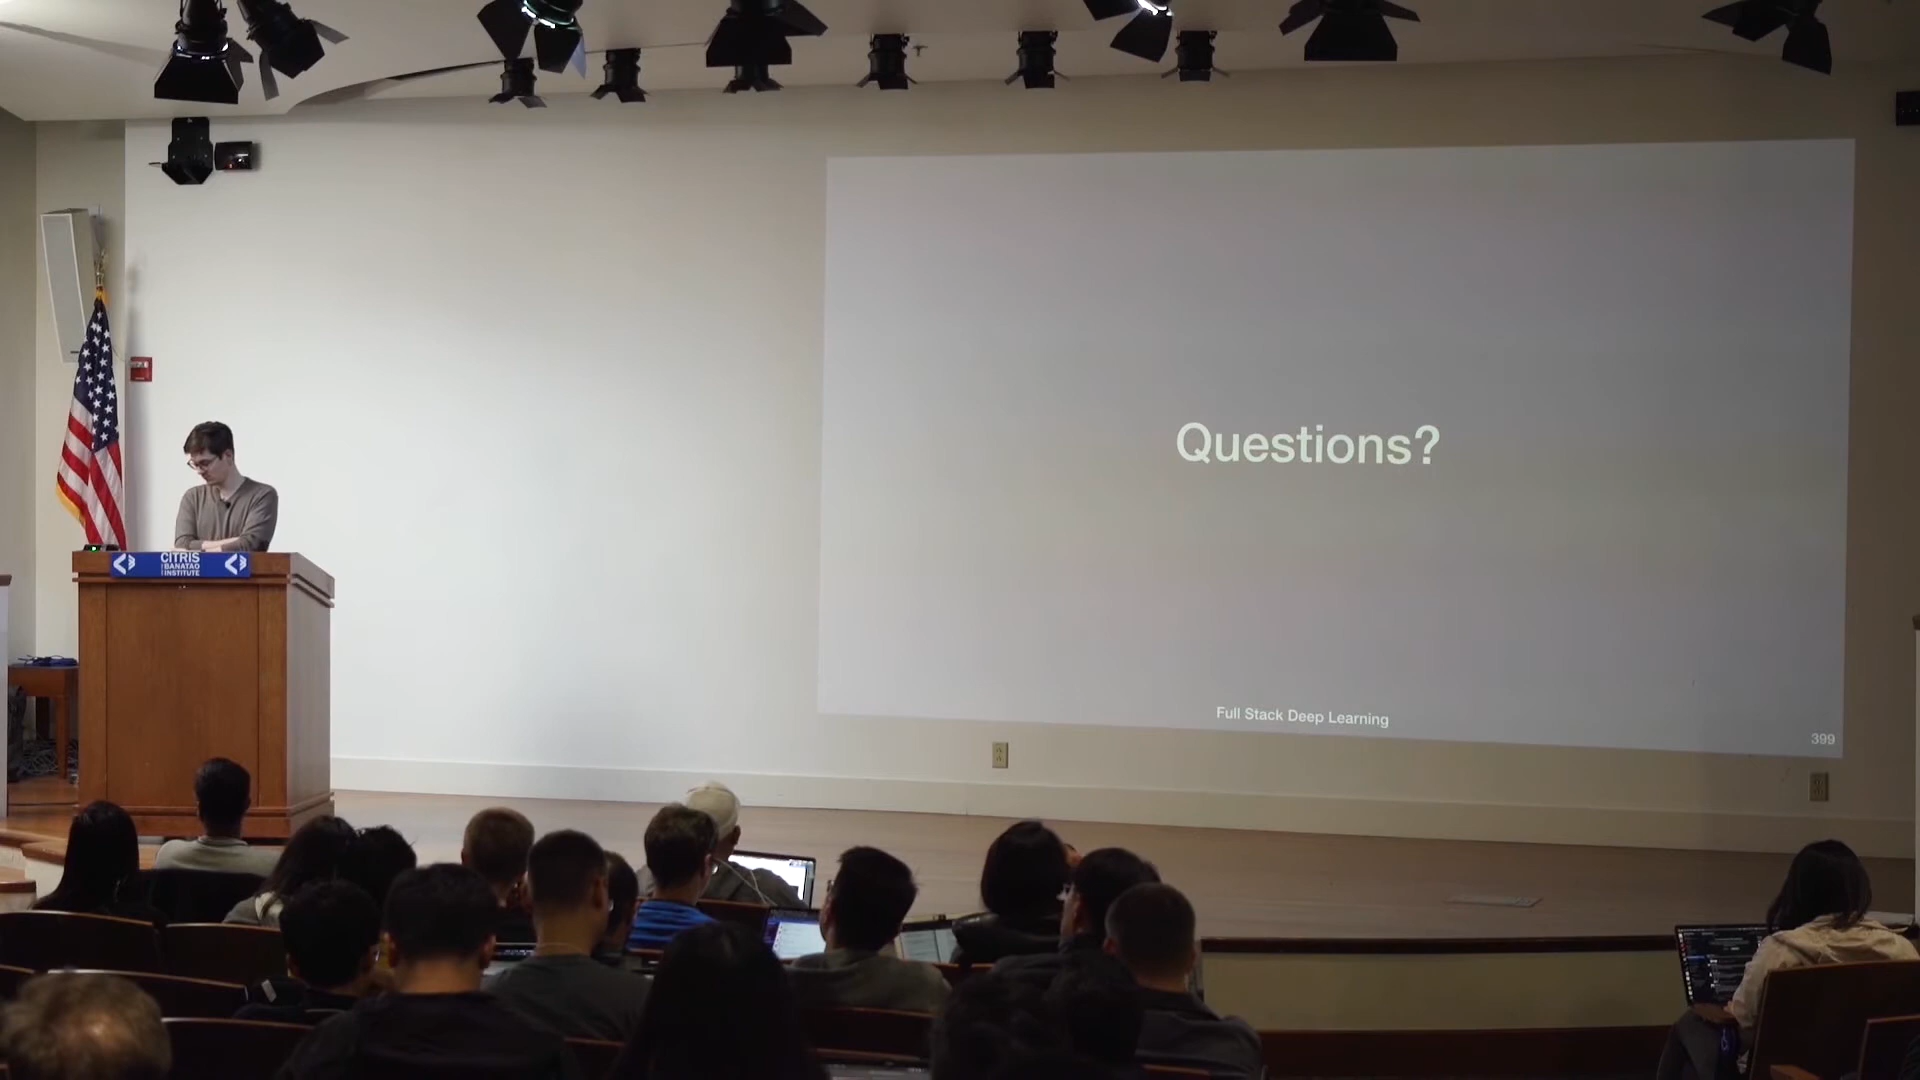 Questions?
Full Stack Deep Learning
399
CITRIS
BANATAO
INSTITUTE